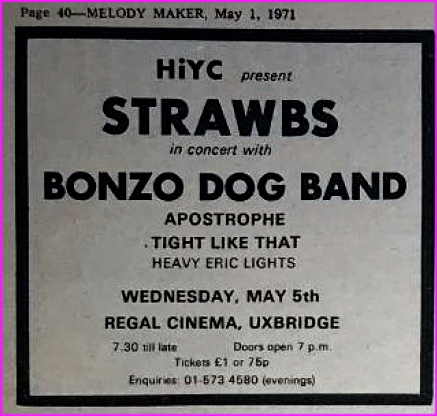 Page 40—MELODY MAKER, May 1, 1971
HiYC present
STRAWBS
in concert with
BONZO DOG BAND
APOSTROPHE
TIGHT LIKE THAT
HEAVY ERIC LIGHTS
WEDNESDAY, MAY 5th
REGAL CINEMA, UXBRIDGE
7.30 till late Doors open 7 p.m.
Tickets £1 or 75p
Enquiries: 01-573 4580 (evenings)